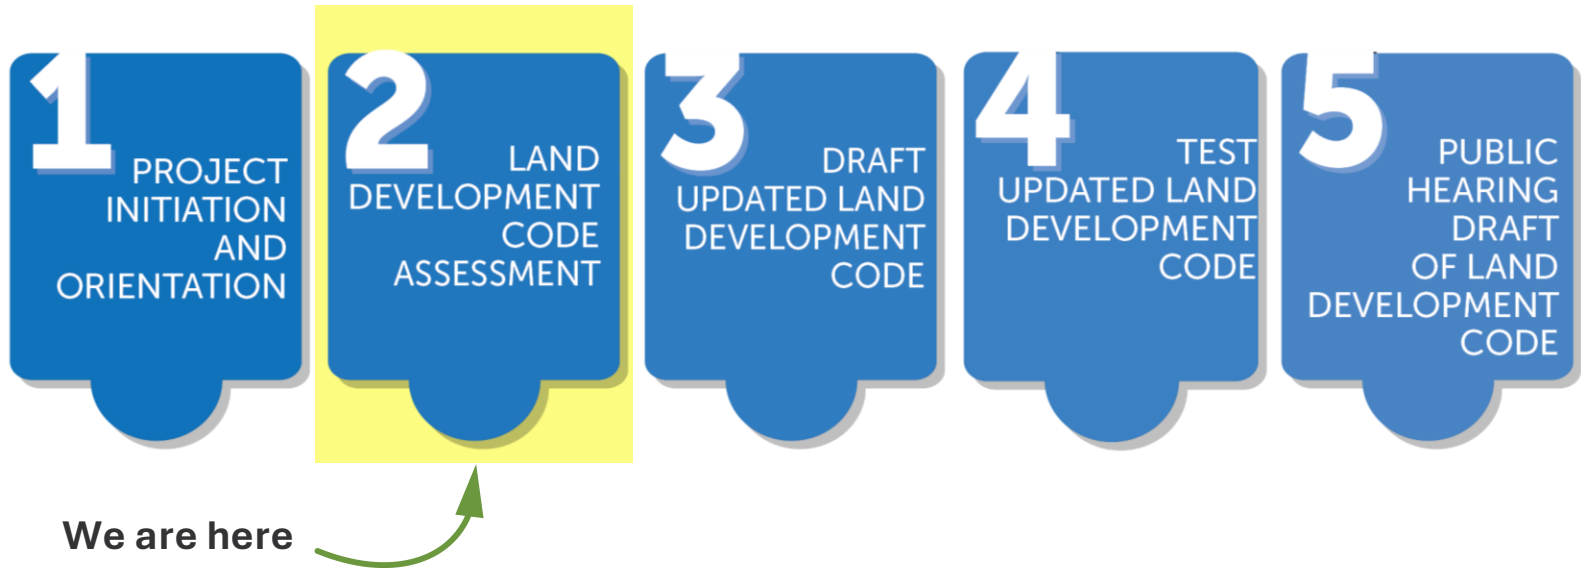 1
PROJECT
INITIATION
AND
ORIENTATION
2
LAND
DEVELOPMENT
CODE
ASSESSMENT
3
DRAFT
UPDATED LAND
DEVELOPMENT
CODE
4
TEST
UPDATED LAND
DEVELOPMENT
CODE
5
PUBLIC
HEARING
DRAFT
OF LAND
DEVELOPMENT
CODE
We are here